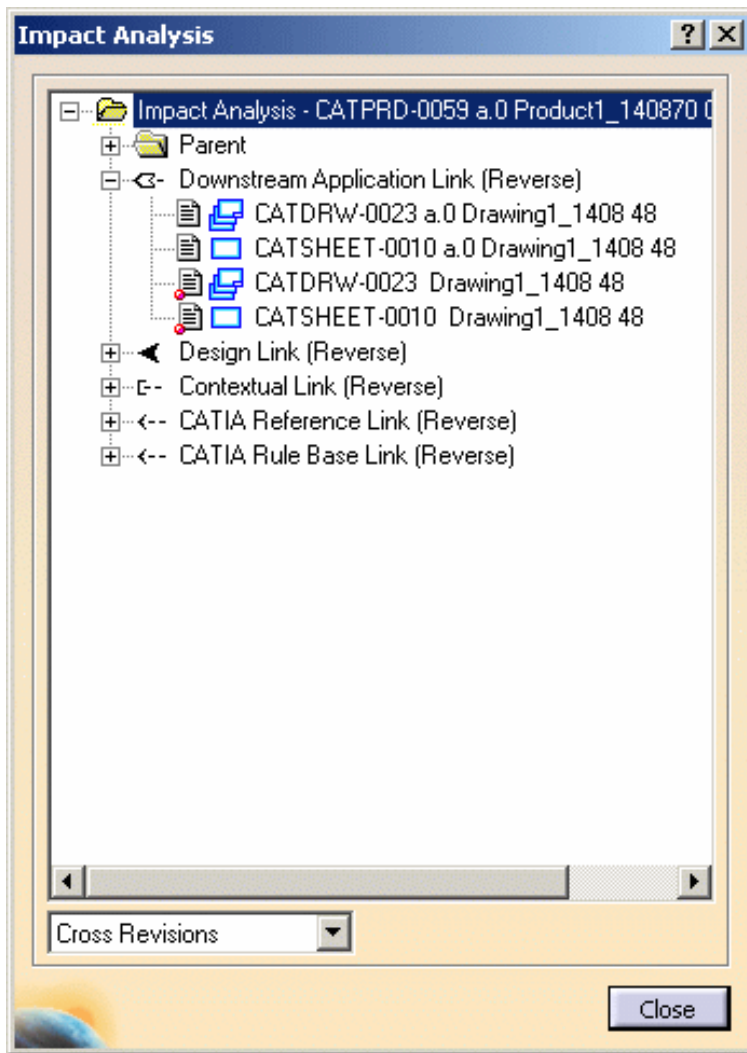 Impact Analysis
Impact Analysis - CATPRD-0059 a.0 Product1_140870
Parent
Downstream Application Link (Reverse)
CATDRW-0023 a.0 Drawing1_1408 48
CATSHEET-0010 a.0 Drawing1_1408 48
CATDRW-0023  Drawing1_1408 48
CATSHEET-0010  Drawing1_1408 48
Design Link (Reverse)
Contextual Link (Reverse)
CATIA Reference Link (Reverse)
CATIA Rule Base Link (Reverse)
Cross Revisions
Close